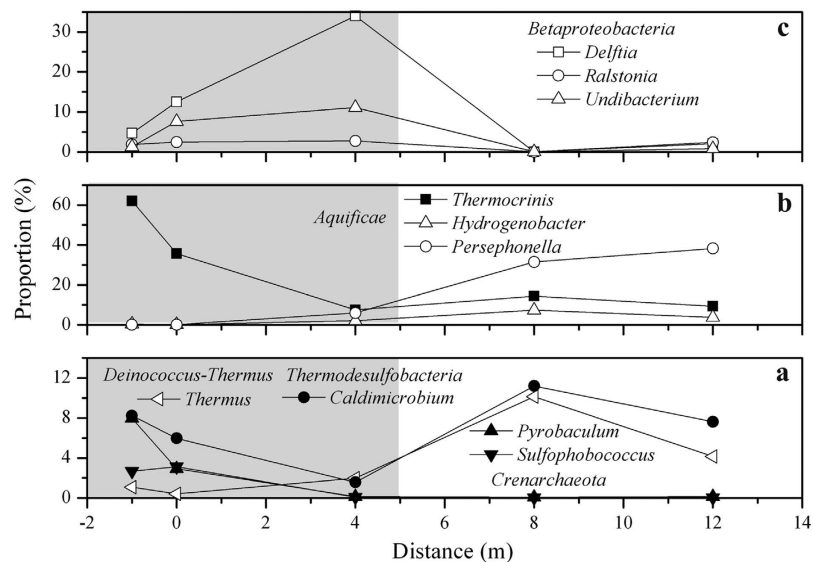 35
30
20
10
0
Betaproteobacteria
Delftia
Ralstonia
Undibacterium
c
60
40
20
0
Aquificae
Thermocrinis
Hydrogenobacter
Persephonella
b
Proportion (%)
12
8
4
0
Deinococcus-Thermus Thermodesulfobacteria
Thermus Caldimicrobium
a
Pyrobaculum
Sulfophobococcus
Crenarchaeota
-2 0 2 4 6 8 10 12 14
Distance (m)